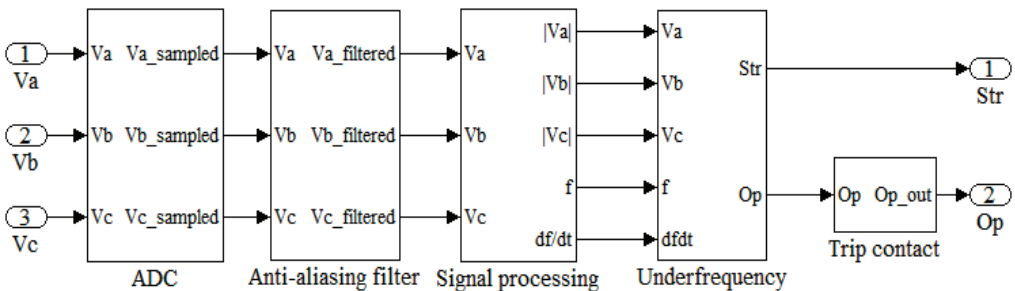 1
Va
2
Vb
3
Vc
Va Va_sampled
Vb Vb_sampled
Vc Vc_sampled
ADC
Va Va_filtered
Vb Vb_filtered
Vc Vc_filtered
Anti-aliasing filter
Va
Vb
Vc
|Va|
|Vb|
|Vc|
f
df/dt
Signal processing
Va
Vb
Vc
f
dfdt
Str
Op
Underfrequency
Op Op_out
Trip contact
1
Str
2
Op